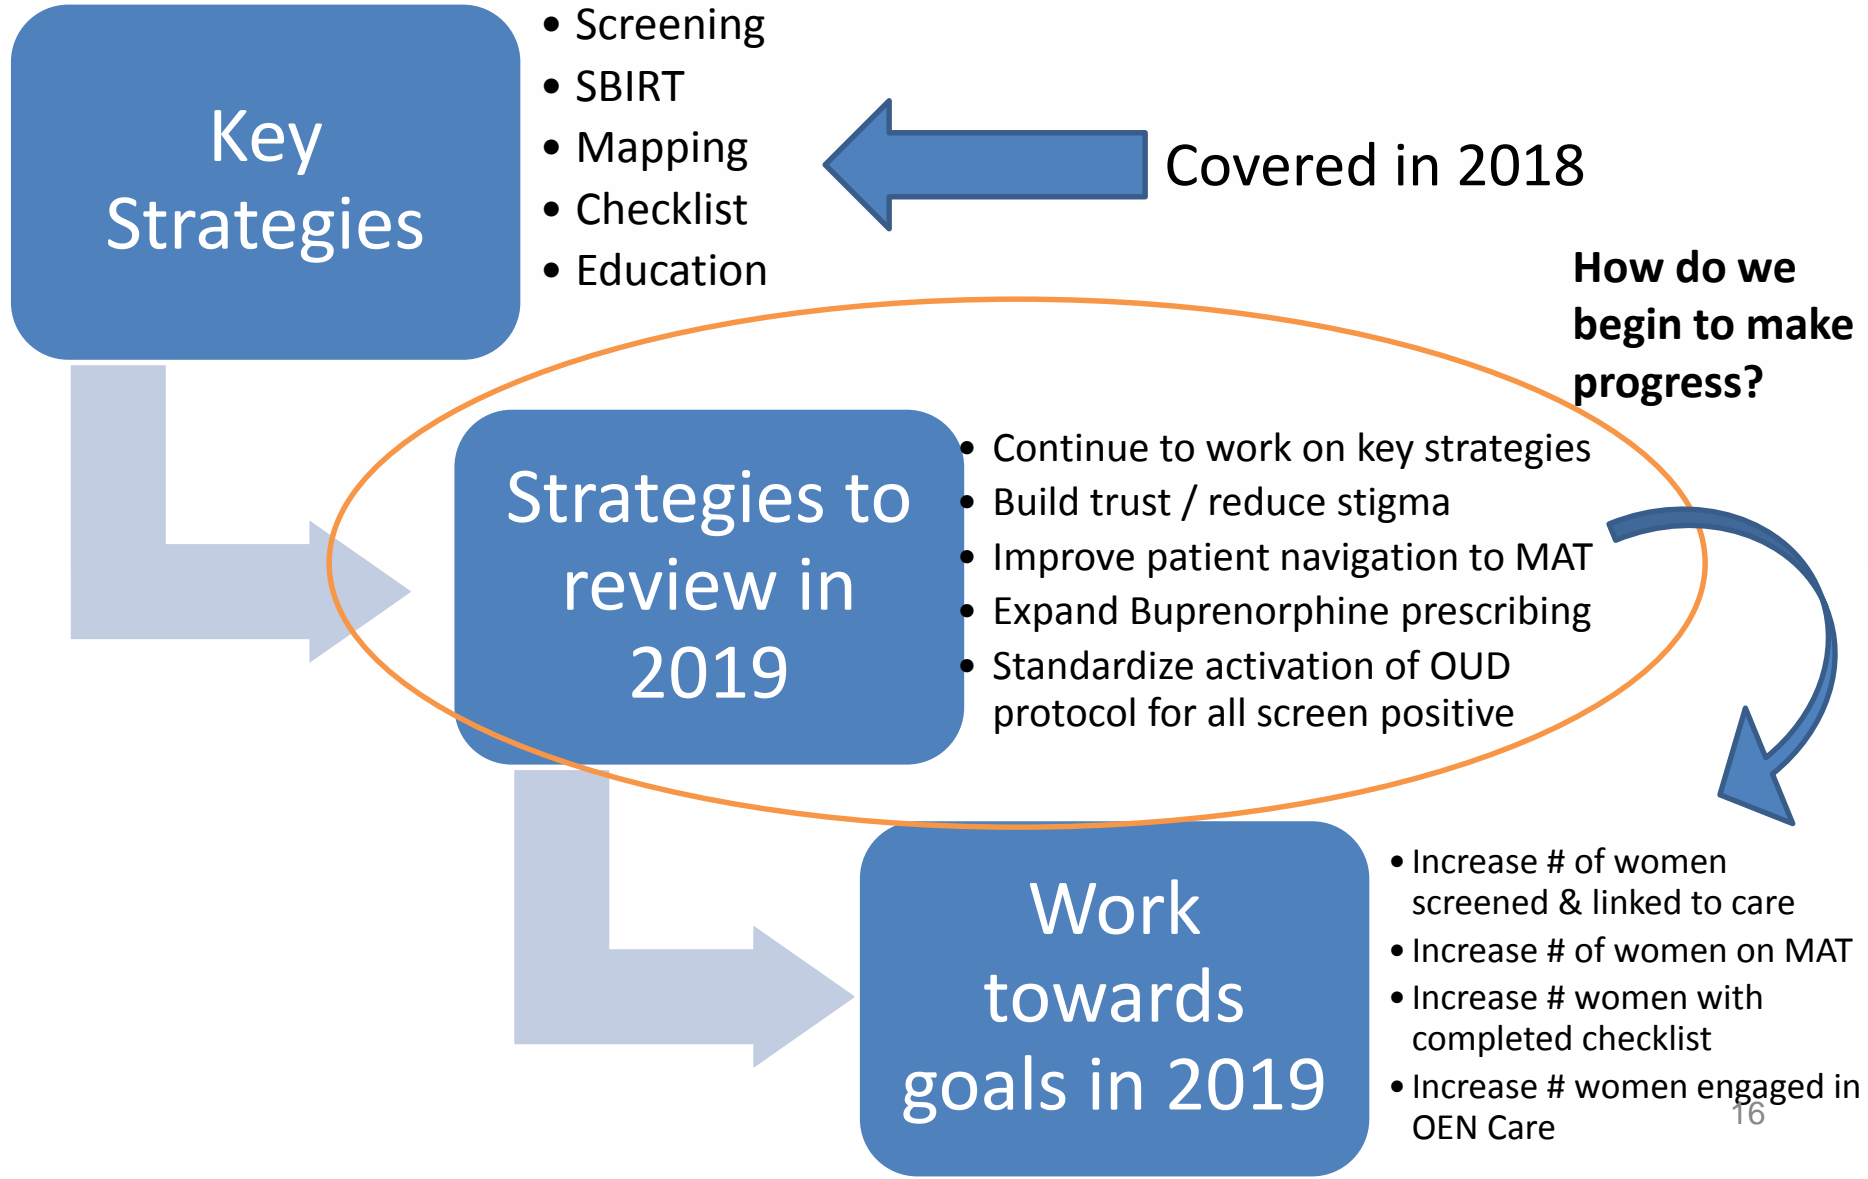 Key
Strategies
• Screening
• SBIRT
• Mapping
• Checklist
• Education
Covered in 2018
How do we
begin to make
progress?
Strategies to
review in
2019
• Continue to work on key strategies
• Build trust / reduce stigma
• Improve patient navigation to MAT
• Expand Buprenorphine prescribing
• Standardize activation of OUD
protocol for all screen positive
Work
towards
goals in 2019
• Increase # of women
screened & linked to care
• Increase # of women on MAT
• Increase # women with
completed checklist
• Increase # women engaged in
OEN Care
16